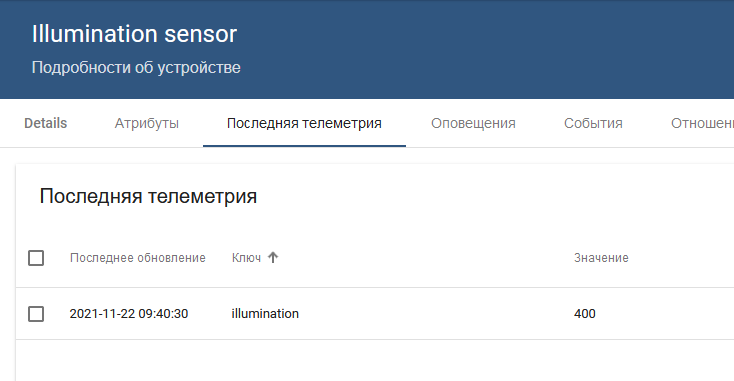 Illumination sensor
Подробности об устройстве
Details Атрибуты Последняя телеметрия Оповещения События Отношен
Последняя телеметрия
Последнее обновление Ключ Значение
2021-11-22 09:40:30 illumination 400